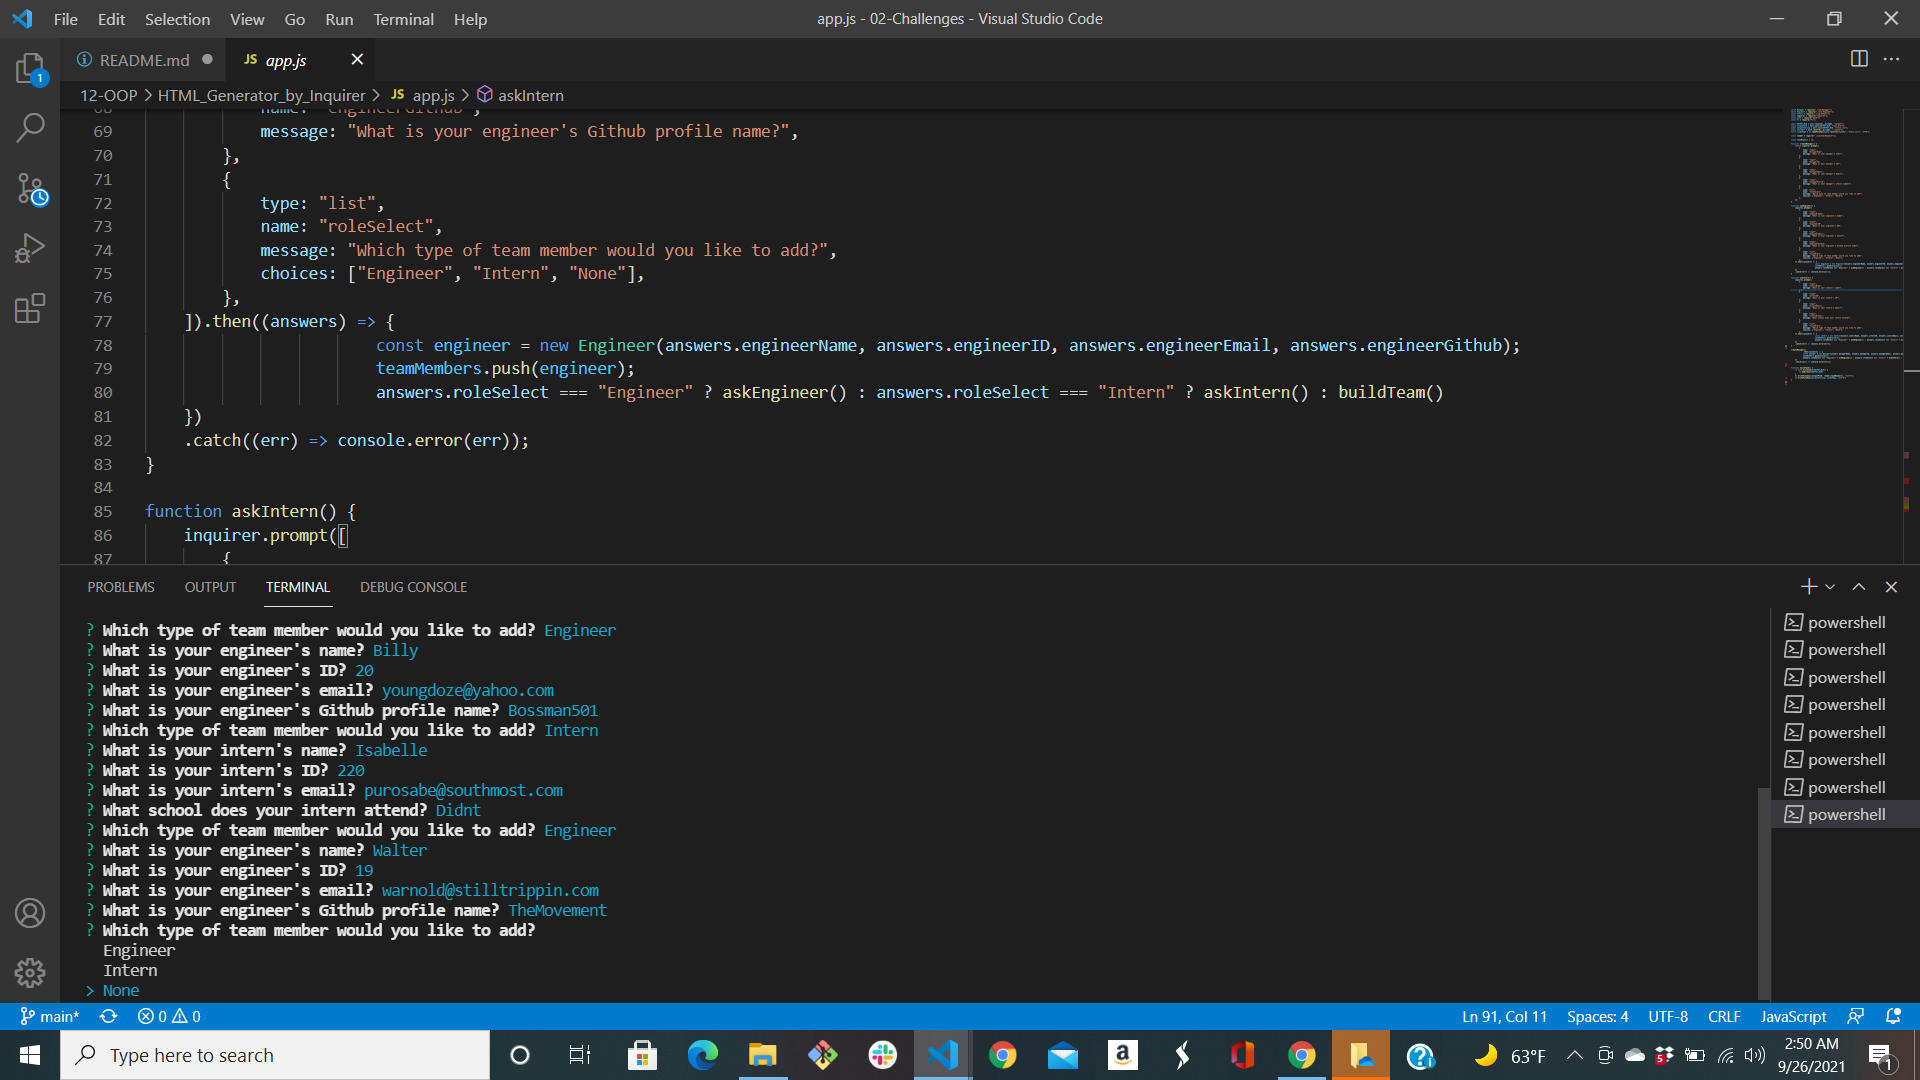 File Edit Selection View Go Run Terminal Help
app.js - 02-Challenges - Visual Studio Code
1
README.md
JS app.js
12-OOP > HTML_Generator_by_Inquirer > JS app.js > askIntern
68 name: "engineerGithub",
69 message: "What is your engineer's Github profile name?",
70 },
71 {
72 type: "list",
73 name: "roleSelect",
74 message: "Which type of team member would you like to add?",
75 choices: ["Engineer", "Intern", "None"],
76 },
77 ]).then((answers) => {
78 const engineer = new Engineer(answers.engineerName, answers.engineerID, answers.engineerEmail, answers.engineerGithub);
79 teamMembers.push(engineer);
80 answers.roleSelect === "Engineer" ? askEngineer() : answers.roleSelect === "Intern" ? askIntern() : buildTeam()
81 })
82 .catch((err) => console.error(err));
83 }
84
85 function askIntern() {
86 inquirer.prompt([
87 {
PROBLEMS OUTPUT TERMINAL DEBUG CONSOLE
? Which type of team member would you like to add? Engineer
? What is your engineer's name? Billy
? What is your engineer's ID? 20
? What is your engineer's email? youngdoze@yahoo.com
? What is your engineer's Github profile name? Bossman501
? Which type of team member would you like to add? Intern
? What is your intern's name? Isabelle
? What is your intern's ID? 220
? What is your intern's email? purosabe@southmost.com
? What school does your intern attend? Didnt
? Which type of team member would you like to add? Engineer
? What is your engineer's name? Walter
? What is your engineer's ID? 19
? What is your engineer's email? warnold@stilltrippin.com
? What is your engineer's Github profile name? TheMovement
? Which type of team member would you like to add?
Engineer
Intern
> None
powershell
powershell
powershell
powershell
powershell
powershell
powershell
powershell
main* 0 0
Ln 91, Col 11 Spaces: 4 UTF-8 CRLF JavaScript
Type here to search
a
5
63°F
2:50 AM
9/26/2021
1